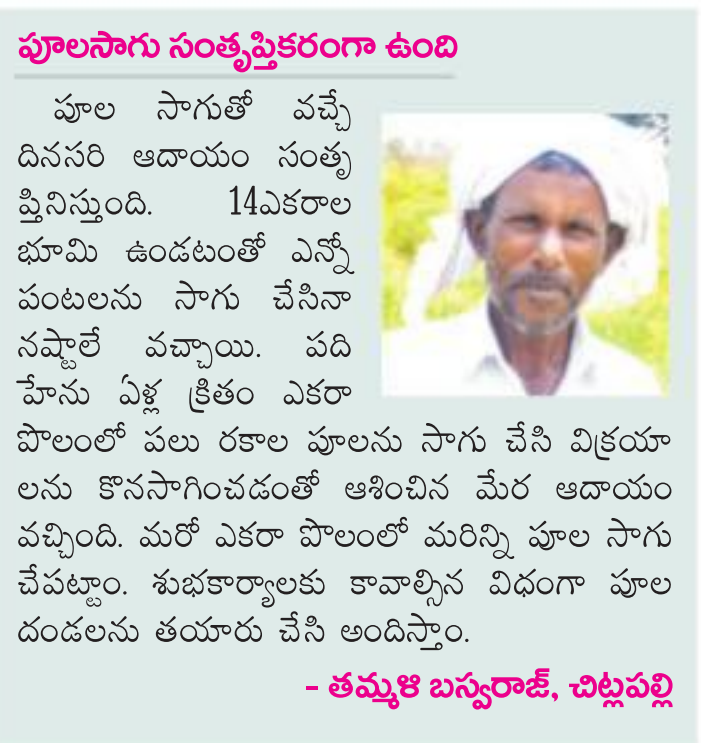 పూలసాగు సంతృప్తికరంగా ఉంది
పూల సాగుతో వచ్చే
దినసరి ఆదాయం సంతృ
ప్తినిస్తుంది. 14ఎకరాల
భూమి ఉండటంతో ఎన్నో
పంటలను సాగు చేసినా
నష్టాలే వచ్చాయి. పది
హేను ఏళ్ల క్రితం ఎకరా
పొలంలో పలు రకాల పూలను సాగు చేసి విక్రయా
లను కొనసాగించడంతో ఆశించిన మేర ఆదాయం
వచ్చింది. మరో ఎకరా పొలంలో మరిన్ని పూల సాగు
చేపట్టాం. శుభకార్యాలకు కావాల్సిన విధంగా పూల
దండలను తయారు చేసి అందిస్తాం.
- తమ్మళి బస్వరాజ్, చిట్లపల్లి